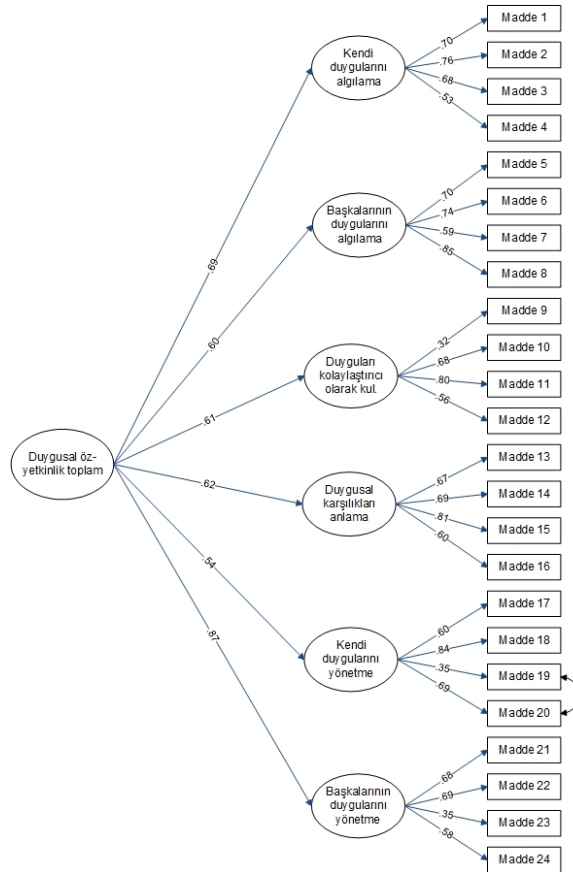 Duygusal öz-
yetkinlik toplam
.69
.60
.61
.62
.54
.87
Kendi
duygularını
algılama
.70
.76
.68
.53
Madde 1
Madde 2
Madde 3
Madde 4
Başkalarının
duygularını
algılama
.70
.74
.59
.85
Madde 5
Madde 6
Madde 7
Madde 8
Duyguları
kolaylaştırıcı
olarak kul.
.32
.68
.80
.56
Madde 9
Madde 10
Madde 11
Madde 12
Duygusal
karşılıkları
anlama
.67
.69
.81
.60
Madde 13
Madde 14
Madde 15
Madde 16
Kendi
duygularını
yönetme
.60
.84
.35
.69
Madde 17
Madde 18
Madde 19
Madde 20
Başkalarının
duygularını
yönetme
.68
.69
.35
.58
Madde 21
Madde 22
Madde 23
Madde 24